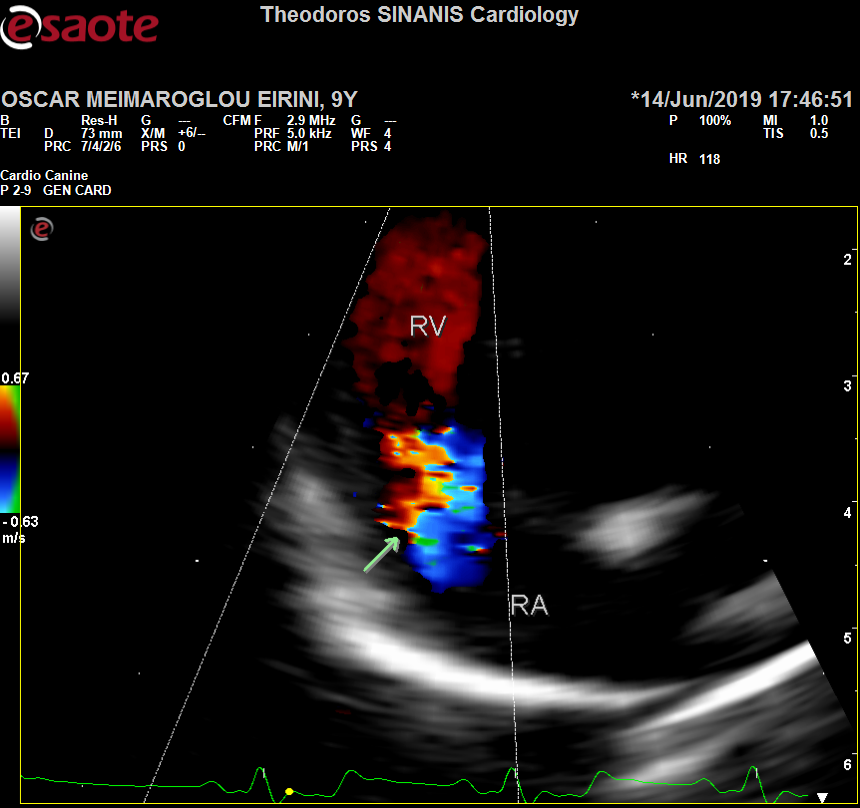 esaote
Theodoros SINANIS Cardiology
OSCAR MEIMAROGLOU EIRINI, 9Y *14/Jun/2019 17:46:51
B Res-H G --- CFM F 2.9 MHz G --- P 100% MI 1.0
TEI D 73 mm X/M +6/-- PRF 5.0 kHz WF 4 TIS 0.5
PRC 7/4/2/6 PRS 0 PRC M/1 PRS 4
HR 118
Cardio Canine
P 2-9 GEN CARD
e
2
RV
0.67
3
4
- 0.63
m/s
RA
5
6